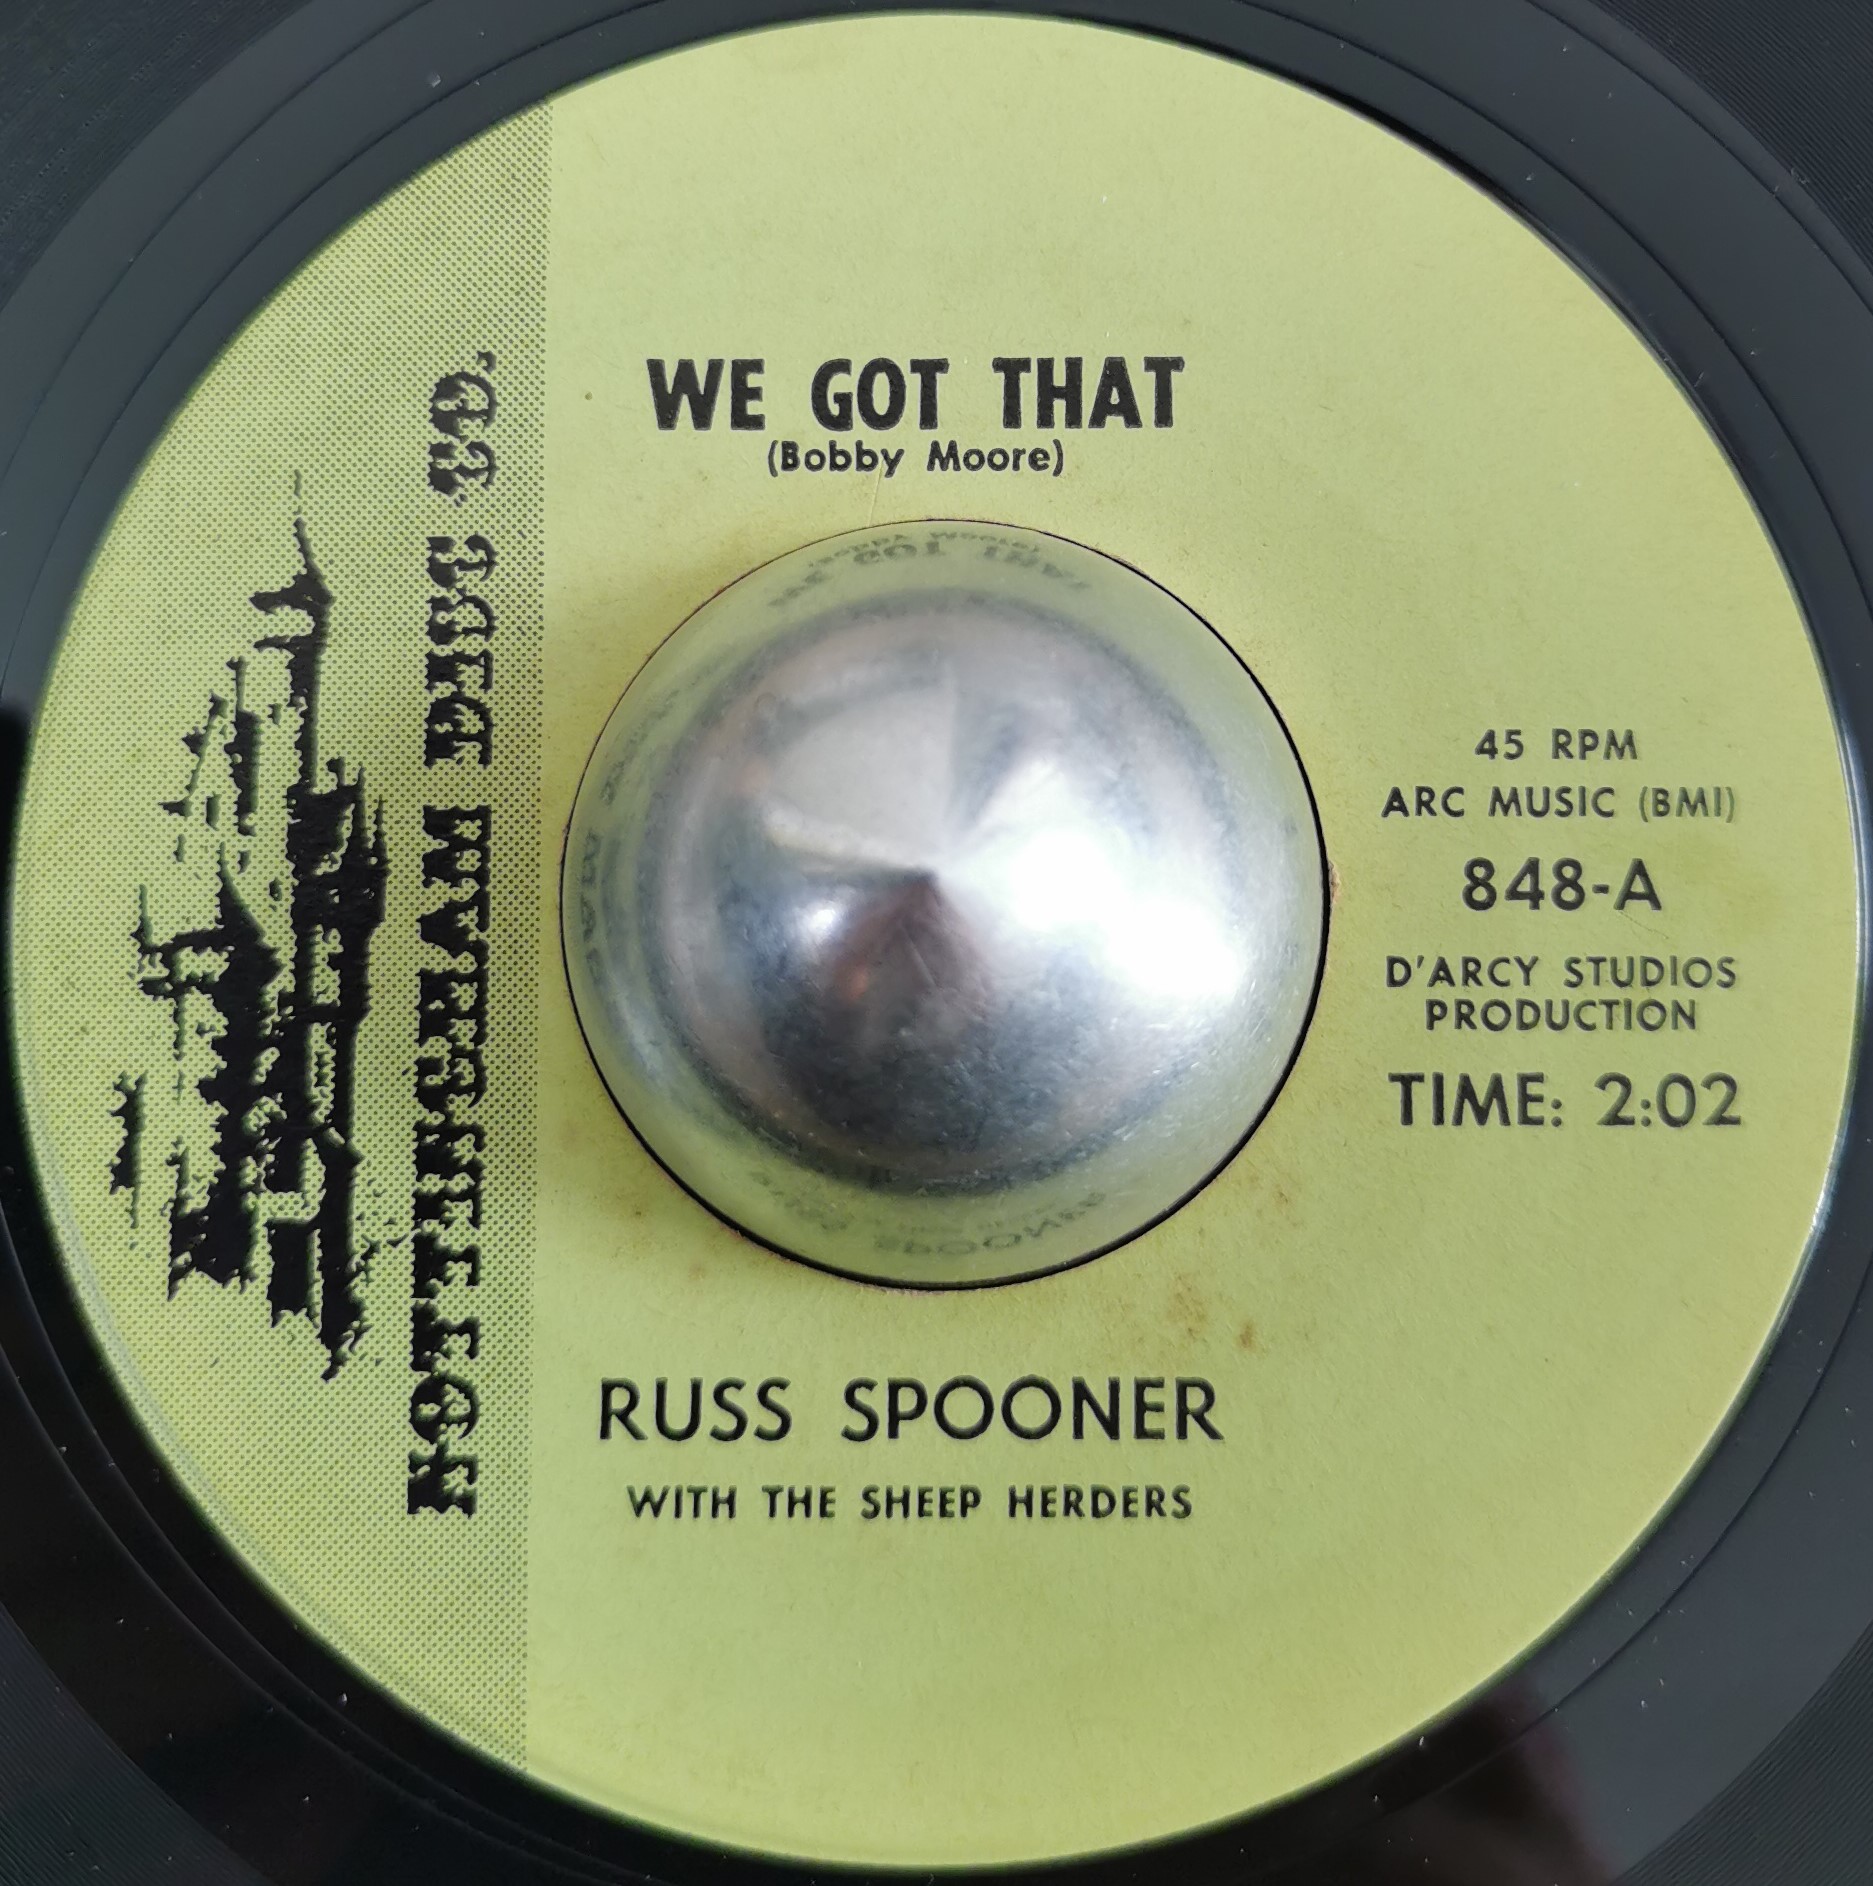 WE GOT THAT
(Bobby Moore)
NOTTINGHAM DISC CO.
45 RPM
ARC MUSIC (BMI)
848-A
D'ARCY STUDIOS
PRODUCTION
TIME: 2:02
RUSS SPOONER
WITH THE SHEEP HERDERS